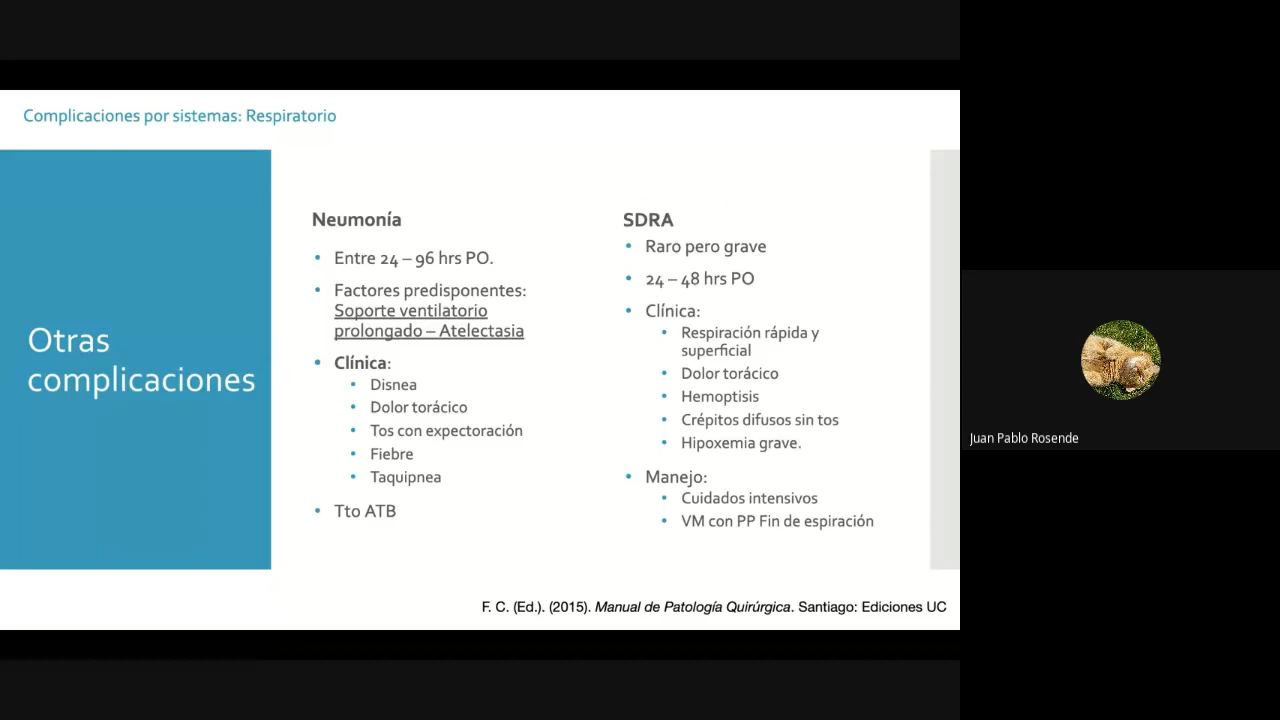 Complicaciones por sistemas: Respiratorio
Otras
complicaciones
Neumonía
• Entre 24 – 96 hrs PO.
• Factores predisponentes:
Soporte ventilatorio
prolongado – Atelectasia
• Clínica:
• Disnea
• Dolor torácico
• Tos con expectoración
• Fiebre
• Taquipnea
• Tto ATB
SDRA
• Raro pero grave
• 24 – 48 hrs PO
• Clínica:
• Respiración rápida y
superficial
• Dolor torácico
• Hemoptisis
• Crépitos difusos sin tos
• Hipoxemia grave.
• Manejo:
• Cuidados intensivos
• VM con PP Fin de espiración
F. C. (Ed.). (2015). Manual de Patología Quirúrgica. Santiago: Ediciones UC
Juan Pablo Rosende